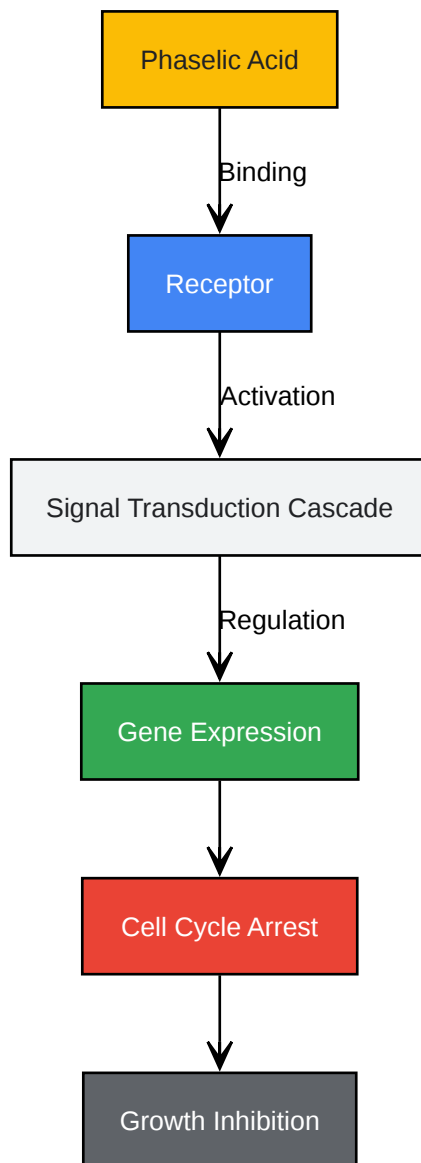 Phaselic Acid
Binding
Receptor
Activation
Signal Transduction Cascade
Regulation
Gene Expression
Cell Cycle Arrest
Growth Inhibition